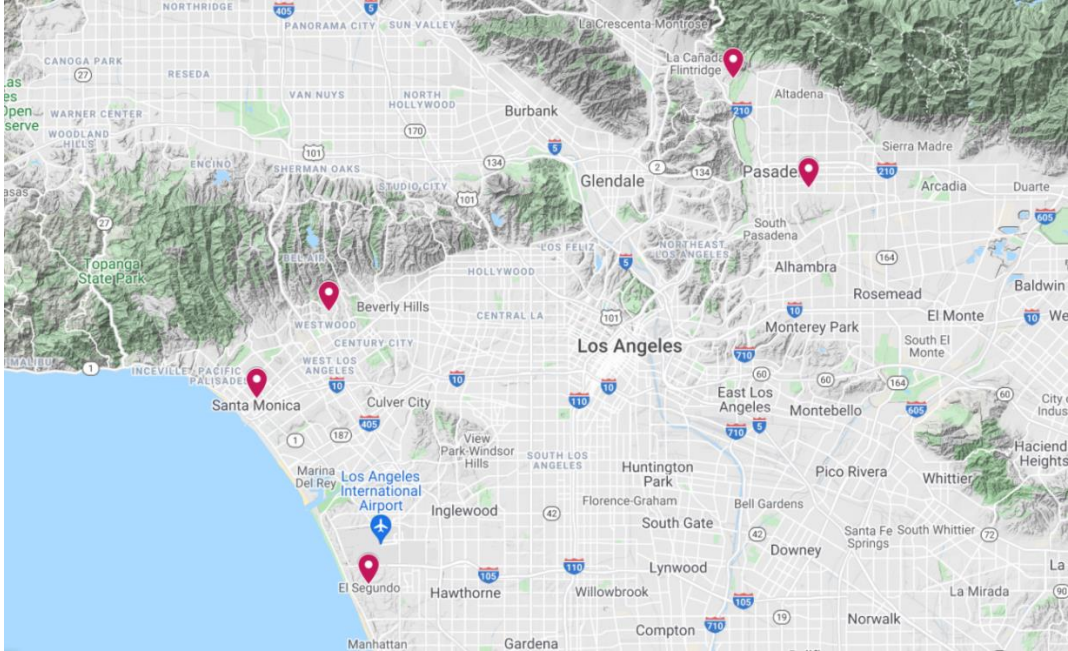 NORTHRIDGE
405
5
PANORAMA CITY
SUN VALLEY
La Crescenta-Montrose
CANOGA PARK
27
RESEDA
La Cañada
Flintridge
Altadena
Open
VAN NUYS
NORTH
HOLLYWOOD
Burbank
210
WARNER CENTER
WOODLAND
HILLS
170
5
Sierra Madre
101
ENCINO
SHERMAN OAKS
134
2
134
Glendale
210
STUDIO CITY
101
Arcadia
Duarte
27
South
Pasadena
605
BEL AIR
LOS FELIZ
5
NORTHEAST
LOS ANGELES
164
Topanga
State Park
HOLLYWOOD
Alhambra
Baldwin
Rosemead
Beverly Hills
CENTRAL LA
101
10
El Monte
10
WESTWOOD
Monterey Park
CENTURY CITY
Los Angeles
710
South El
Monte
1
INCEVILLE
PACIFIC
PALISADES
WEST LOS
ANGELES
10
10
10
60
60
164
60
110
East Los
Angeles
Montebello
605
Santa Monica
Culver City
405
710
5
1
187
View
Park-Windsor
Hills
SOUTH LOS
ANGELES
Huntington
Park
Pico Rivera
Whittier
Heights
Marina
Del Rey
Los Angeles
International
Airport
Inglewood
42
Florence-Graham
Bell Gardens
South Gate
42
Santa Fe
Springs
South Whittier
72
Downey
El Segundo
105
110
Lynwood
Hawthorne
Willowbrook
105
La Mirada
90
19
Norwalk
Manhattan
Gardena
Compton
710